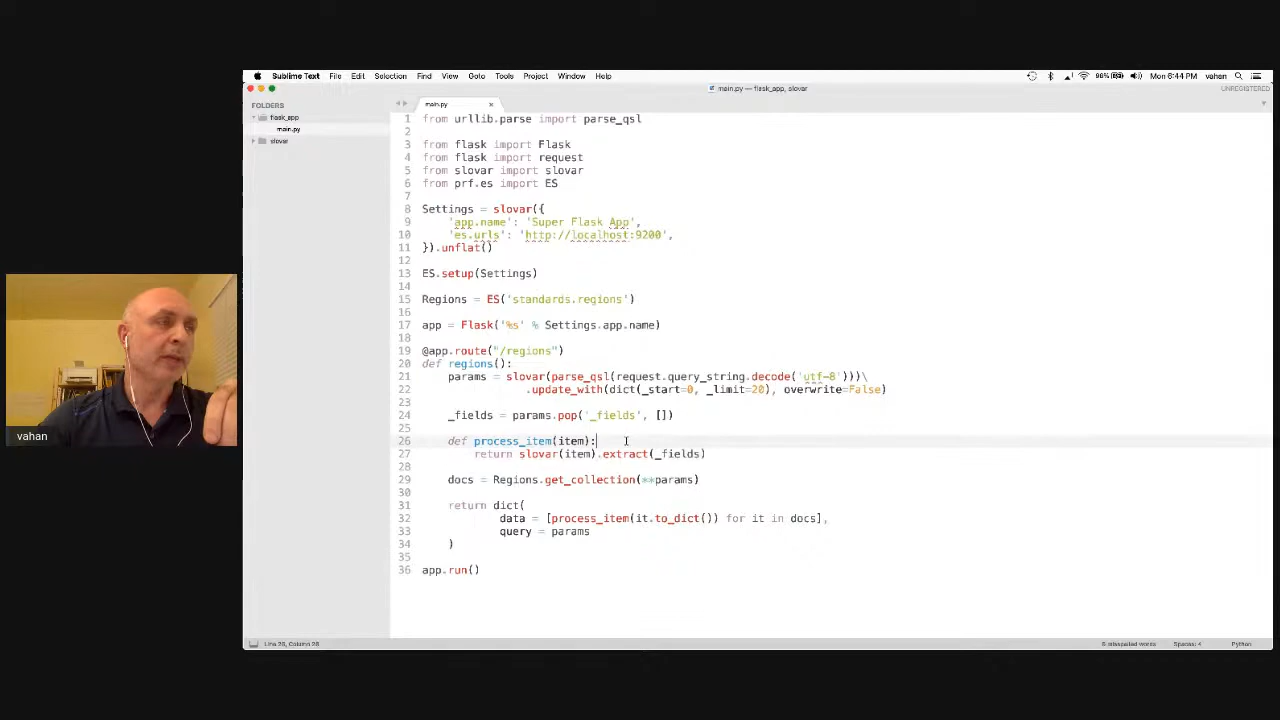 Sublime Text File Edit Selection Find View Goto Tools Project Window Help
96% Mon 6:44 PM vahan
main.py — flask_app, slovar
UNREGISTERED
FOLDERS
flask_app
main.py
slovar
main.py
1 from urllib.parse import parse_qsl
2
3 from flask import Flask
4 from flask import request
5 from slovar import slovar
6 from prf.es import ES
7
8 Settings = slovar({
9 'app.name': 'Super Flask App',
10 'es.urls': 'http://localhost:9200',
11 }).unflat()
12
13 ES.setup(Settings)
14
15 Regions = ES('standards.regions')
16
17 app = Flask('%s' % Settings.app.name)
18
19 @app.route("/regions")
20 def regions():
21 params = slovar(parse_qsl(request.query_string.decode('utf-8')))\
22 .update_with(dict(_start=0, _limit=20), overwrite=False)
23
24 _fields = params.pop('_fields', [])
25
26 def process_item(item):
27 return slovar(item).extract(_fields)
28
29 docs = Regions.get_collection(**params)
30
31 return dict(
32 data = [process_item(it.to_dict()) for it in docs],
33 query = params
34 )
35
36 app.run()
vahan
Line 26, Column 28
6 misspelled words Spaces: 4 Python